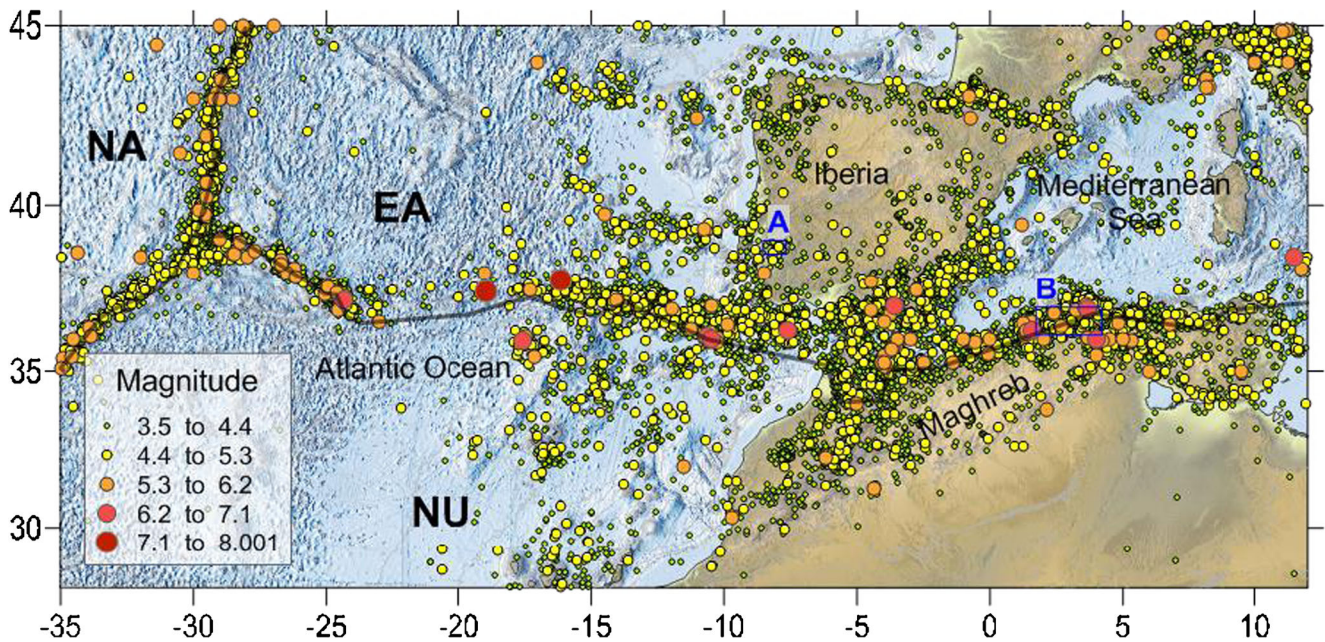 45
40
35
30
NA
EA
NU
Iberia
Mediterranean
Sea
A
B
Atlantic Ocean
Maghreb
Magnitude
3.5 to 4.4
4.4 to 5.3
5.3 to 6.2
6.2 to 7.1
7.1 to 8.001
-35 -30 -25 -20 -15 -10 -5 0 5 10